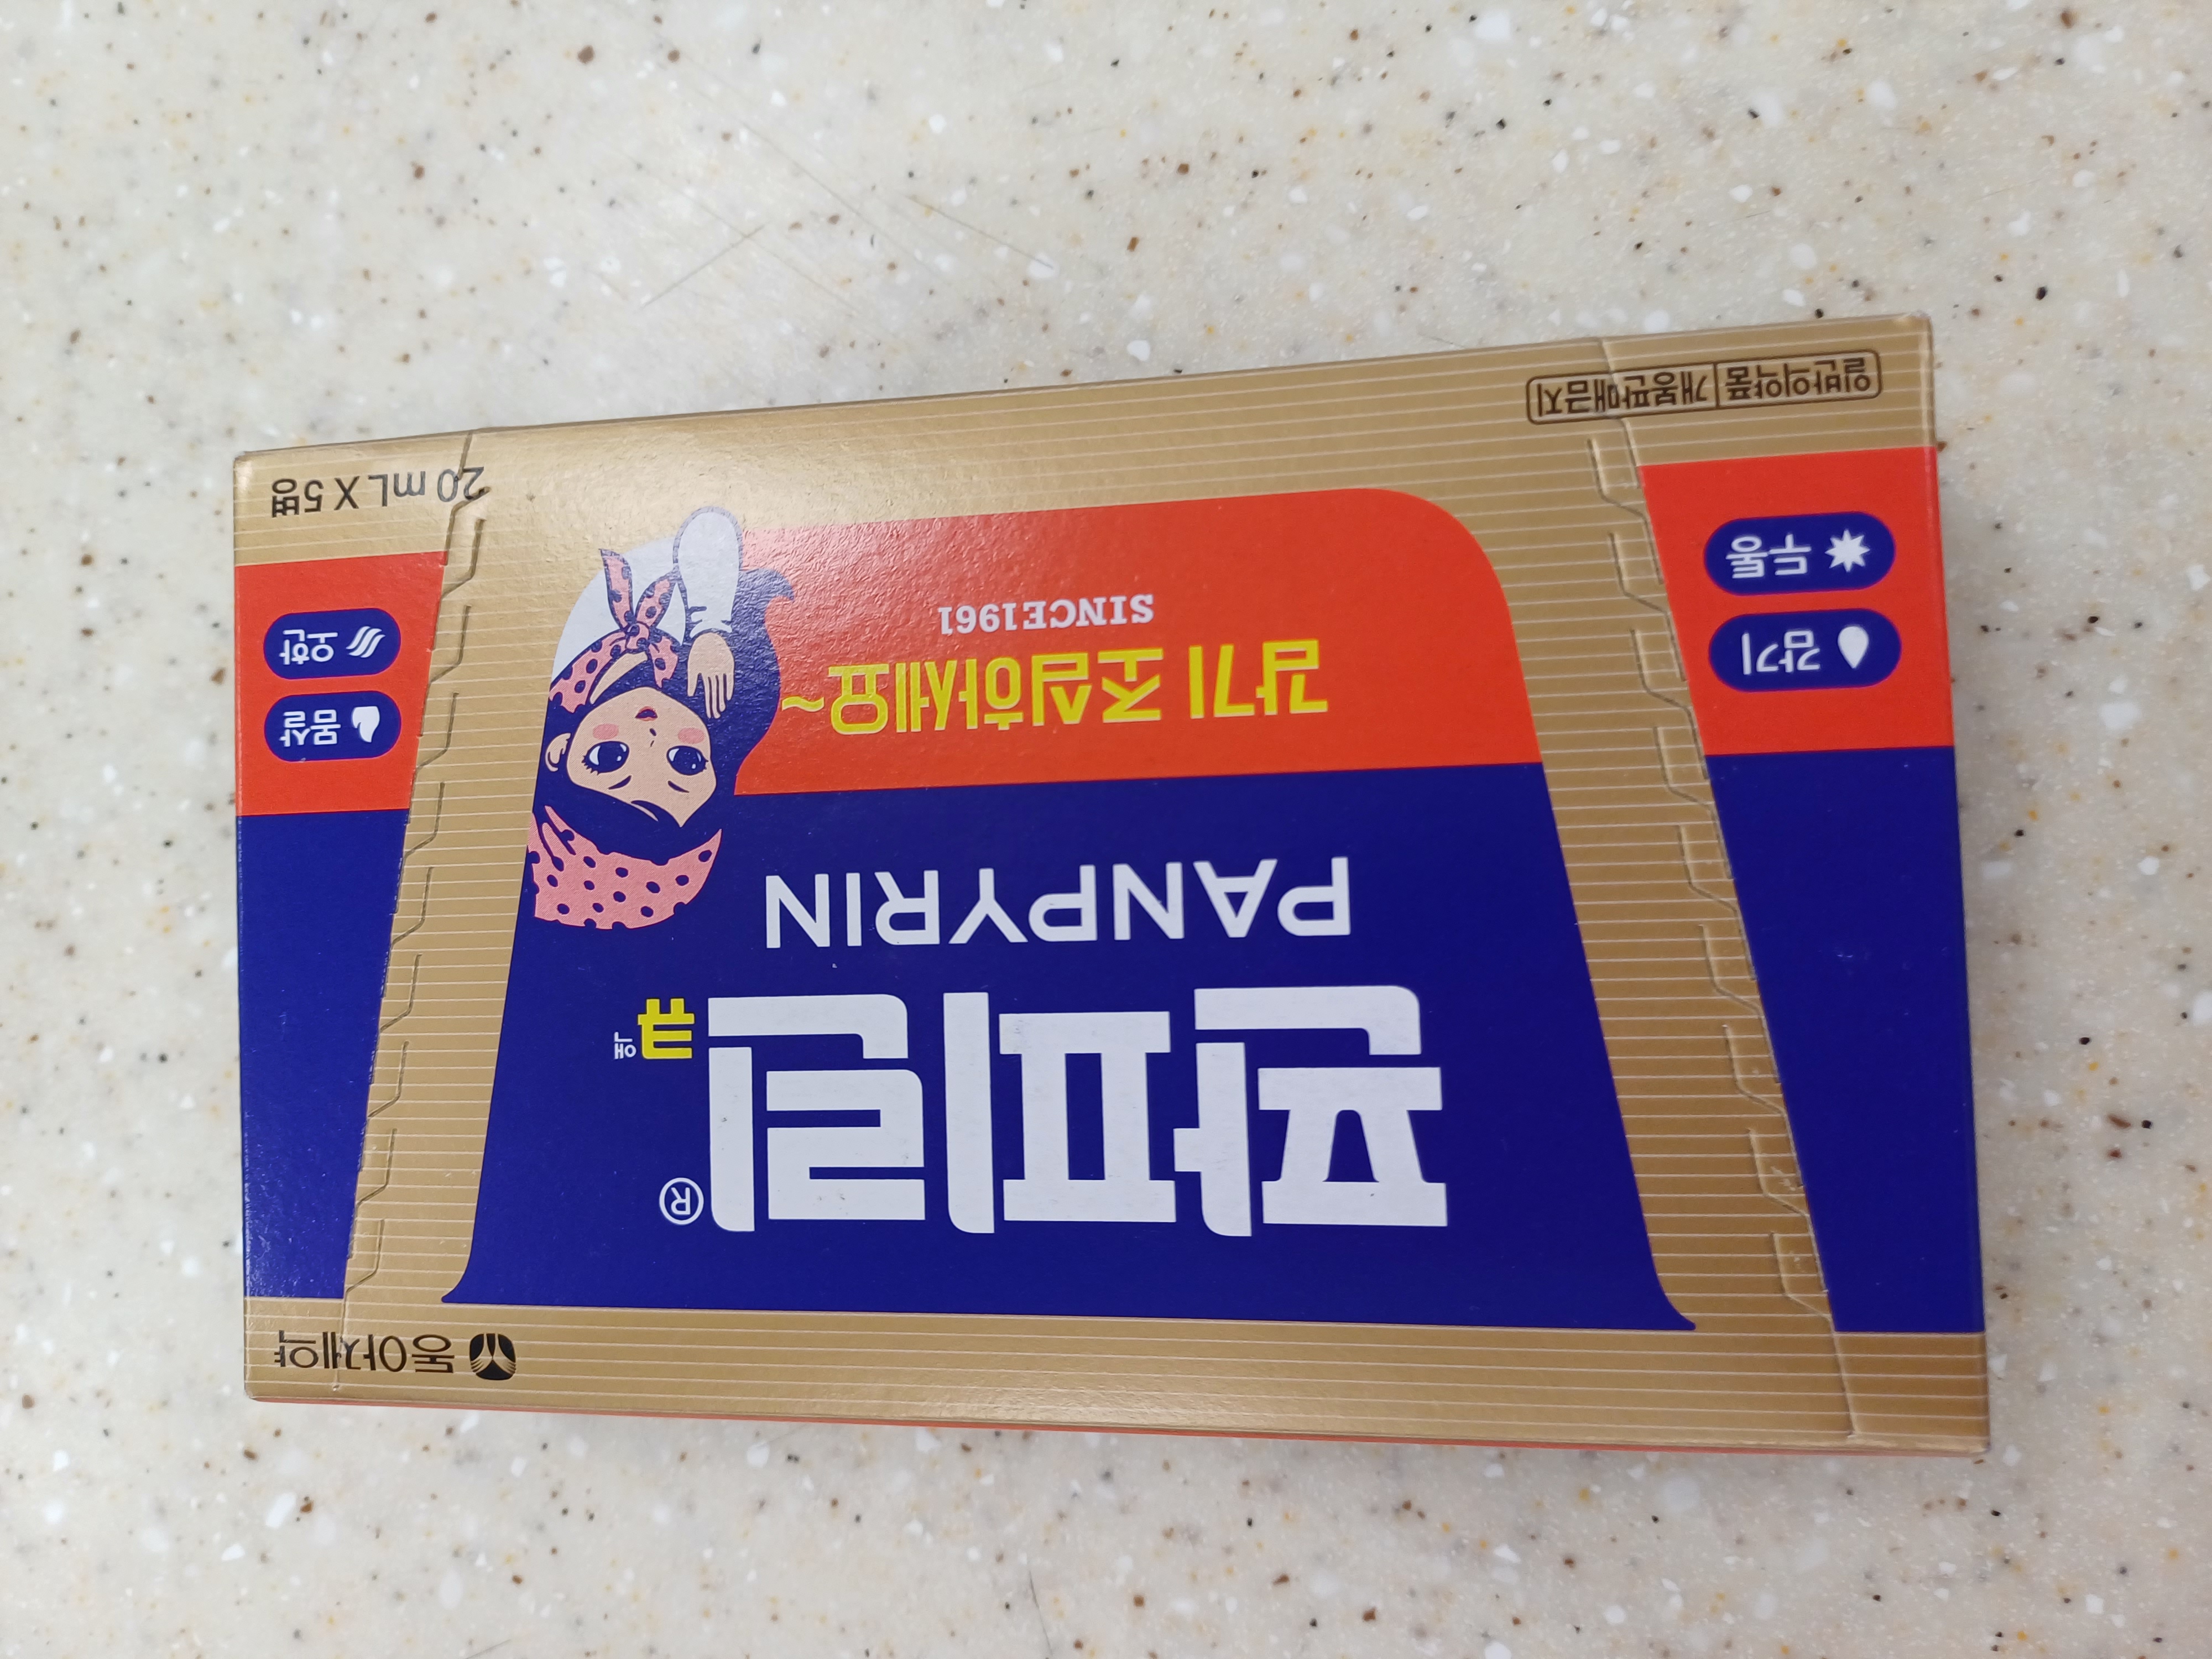 동아제약
판피린®
큐
액
PANPYRIN
감기 조심하세요~
SINCE1961
감기
두통
몸살
오한
일반의약품 개봉판매금지
20 mL X 5병